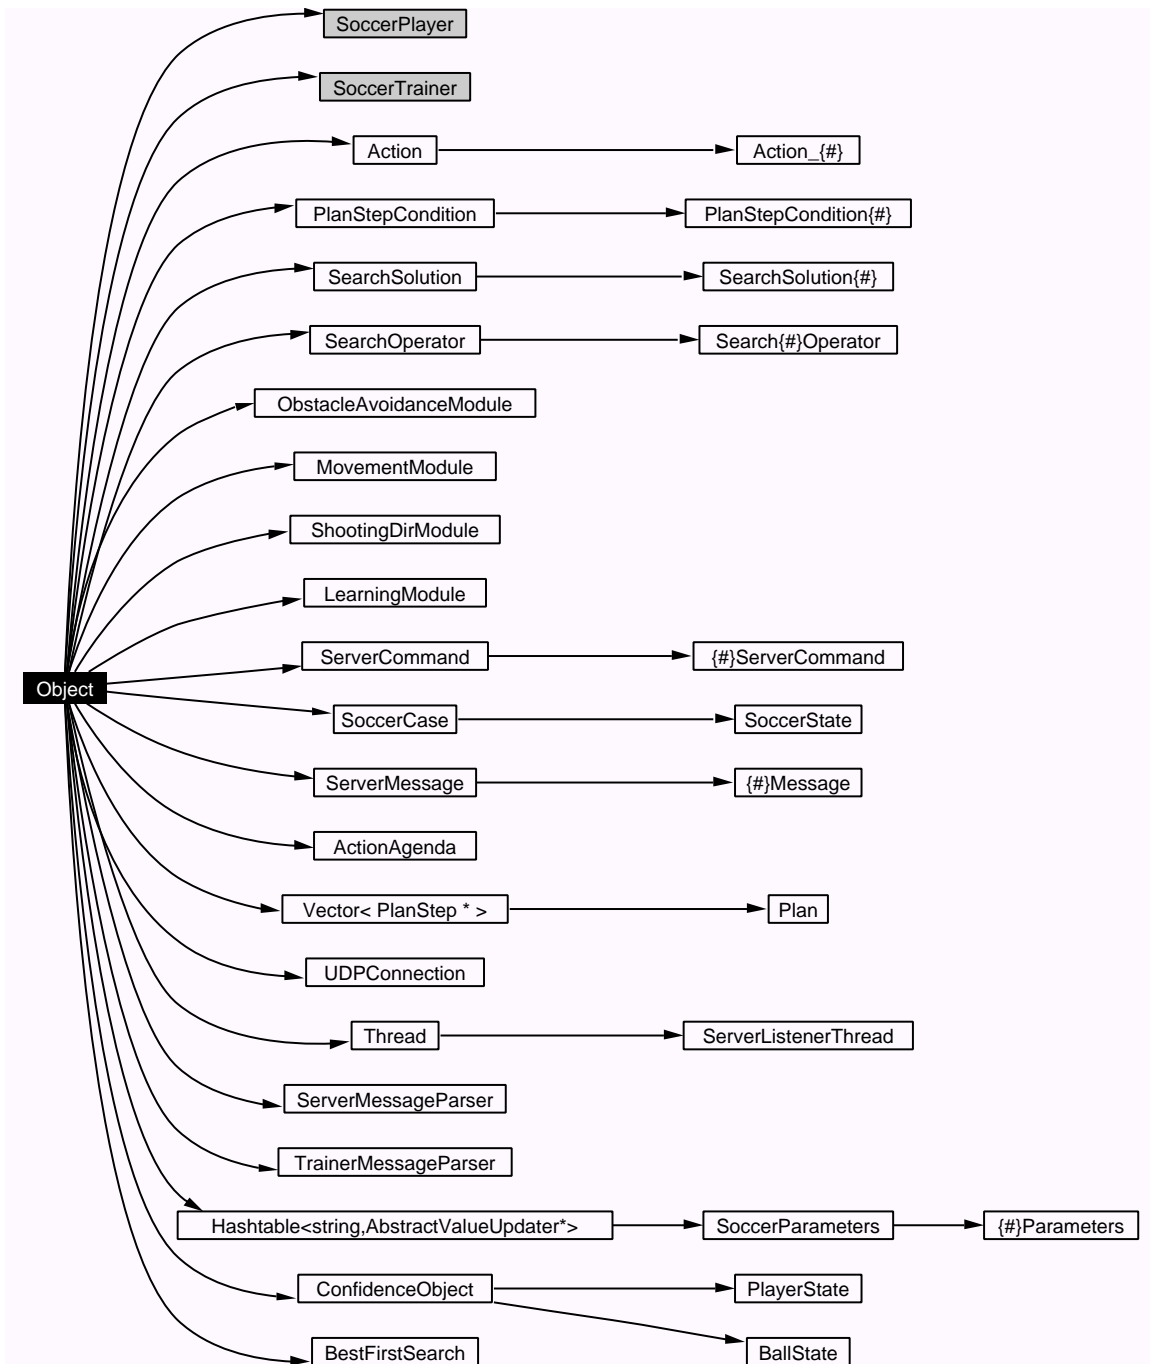 SoccerPlayer
SoccerTrainer
Action
Action_{#}
PlanStepCondition
PlanStepCondition{#}
SearchSolution
SearchSolution{#}
SearchOperator
Search{#}Operator
ObstacleAvoidanceModule
MovementModule
ShootingDirModule
LearningModule
ServerCommand
{#}ServerCommand
Object
SoccerCase
SoccerState
ServerMessage
{#}Message
ActionAgenda
Vector< PlanStep * >
Plan
UDPConnection
Thread
ServerListenerThread
ServerMessageParser
TrainerMessageParser
Hashtable<string,AbstractValueUpdater*>
SoccerParameters
{#}Parameters
ConfidenceObject
PlayerState
BestFirstSearch
BallState